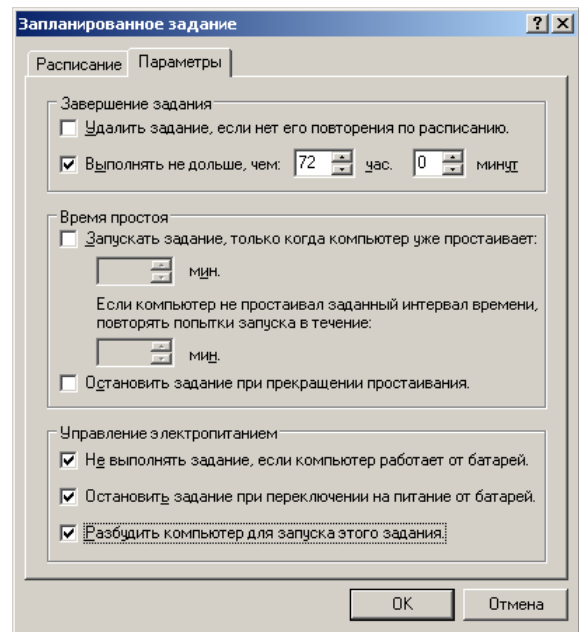 Запланированное задание
Расписание Параметры
Завершение задания
Удалить задание, если нет его повторения по расписанию.
Выполнять не дольше, чем: 72 час. 0 минут
Время простоя
Запускать задание, только когда компьютер уже простаивает:
мин.
Если компьютер не простаивал заданный интервал времени,
повторять попытки запуска в течение:
мин.
Остановить задание при прекращении простаивания.
Управление электропитанием
Не выполнять задание, если компьютер работает от батарей.
Остановить задание при переключении на питание от батарей.
Разбудить компьютер для запуска этого задания.
OK Отмена